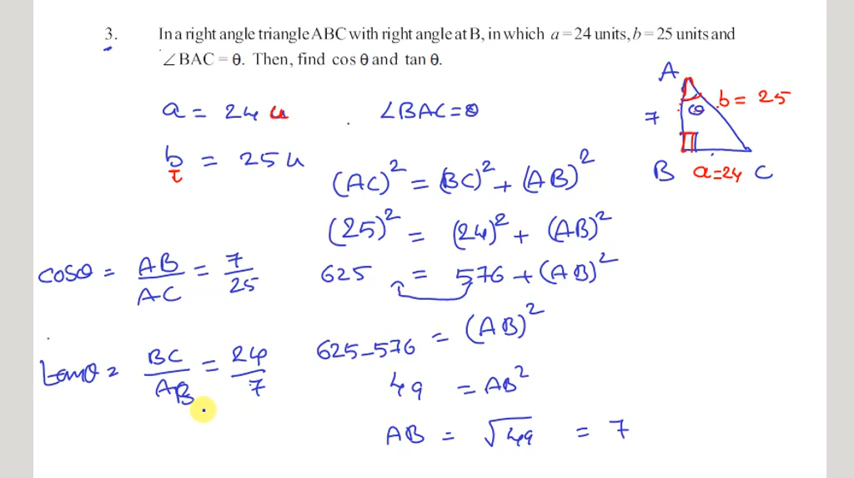 3. In a right angle triangle ABC with right angle at B, in which a = 24 units, b = 25 units and
∠BAC = θ. Then, find cos θ and tan θ.
a = 24 u
∠BAC = θ
b = 25 u
A
b = 25
θ
7
B
a = 24
C
(AC)² = (BC)² + (AB)²
(25)² = (24)² + (AB)²
625 = 576 + (AB)²
cosθ = AB/AC = 7/25
625 - 576 = (AB)²
tanθ = BC/AB = 24/7
49 = AB²
AB = √49 = 7